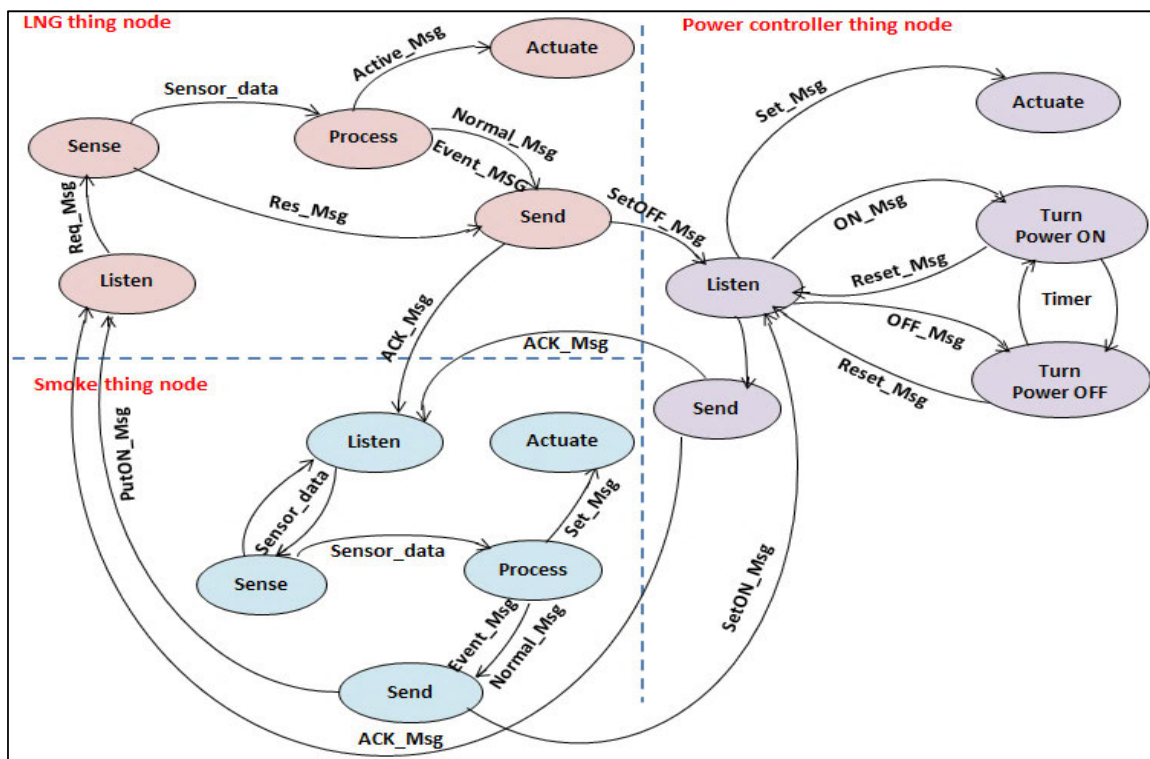 LNG thing node
Power controller thing node
Actuate
Active_Msg
Sensor_data
Set_Msg
Actuate
Sense
Process
Normal_Msg
Event_MSG
Req_Msg
Res_Msg
Send
SetOFF_Msg
ON_Msg
Turn
Power ON
Listen
Listen
Reset_Msg
Timer
ACK_Msg
OFF_Msg
ACK_Msg
Smoke thing node
Reset_Msg
Turn
Power OFF
Send
PutON_Msg
Listen
Actuate
Sensor_data
Set_Msg
Sensor_data
Sense
Process
SetON_Msg
Event_Msg
Normal_Msg
Send
ACK_Msg